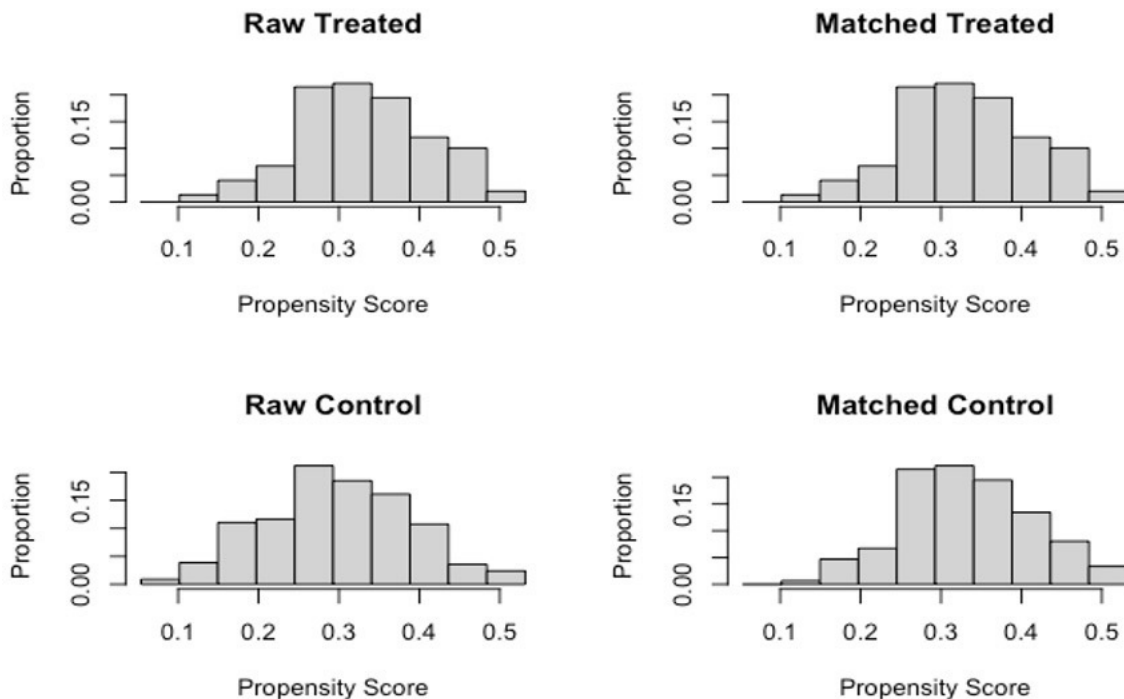 Raw Treated
Proportion
0.00 0.15
0.1 0.2 0.3 0.4 0.5
Propensity Score
Matched Treated
Proportion
0.00 0.15
0.1 0.2 0.3 0.4 0.5
Propensity Score
Raw Control
Proportion
0.00 0.15
0.1 0.2 0.3 0.4 0.5
Propensity Score
Matched Control
Proportion
0.00 0.15
0.1 0.2 0.3 0.4 0.5
Propensity Score